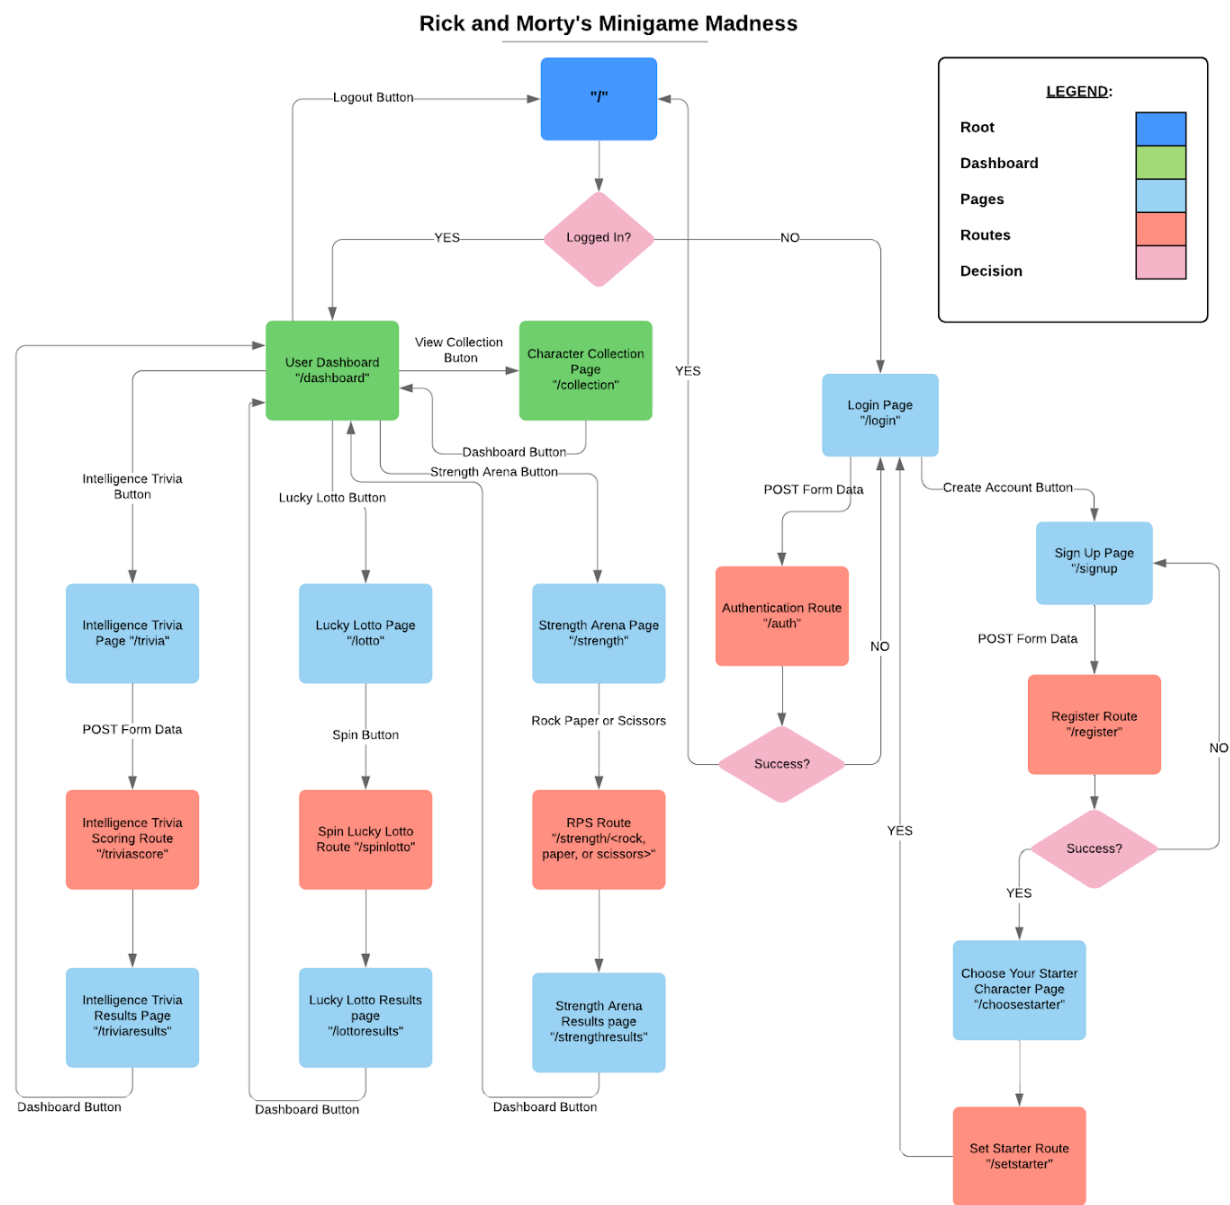 Rick and Morty's Minigame Madness
"/"
LEGEND:
Root
Dashboard
Pages
Routes
Decision
Logout Button
Logged In?
YES
NO
User Dashboard
"/dashboard"
View Collection
Buton
Character Collection
Page
"/collection"
YES
Login Page
"/login"
Dashboard Button
Strength Arena Button
Intelligence Trivia
Button
Lucky Lotto Button
POST Form Data
Create Account Button
Sign Up Page
"/signup
Authentication Route
"/auth"
Intelligence Trivia
Page "/trivia"
Lucky Lotto Page
"/lotto"
Strength Arena Page
"/strength"
NO
POST Form Data
Register Route
"/register"
NO
POST Form Data
Spin Button
Rock Paper or Scissors
Success?
Intelligence Trivia
Scoring Route
"/triviascore"
Spin Lucky Lotto
Route "/spinlotto"
RPS Route
"/strength/<rock,
paper, or scissors>"
YES
Success?
YES
Intelligence Trivia
Results Page
"/triviaresults"
Lucky Lotto Results
page
"/lottoresults"
Strength Arena
Results page
"/strengthresults"
Choose Your Starter
Character Page
"/choosestarter"
Dashboard Button
Dashboard Button
Dashboard Button
Set Starter Route
"/setstarter"